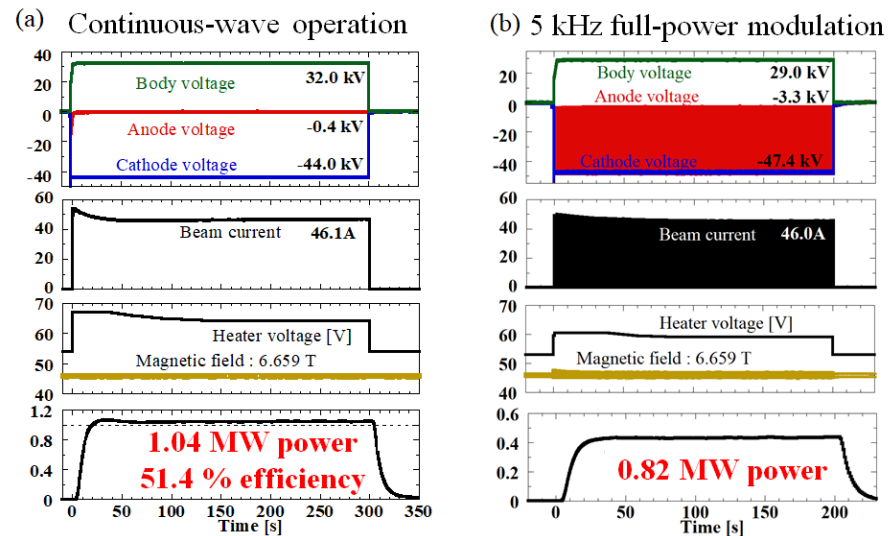 (a) Continuous-wave operation
40
20
0
-20
-40
Body voltage 32.0 kV
Anode voltage -0.4 kV
Cathode voltage -44.0 kV
60
40
20
0
Beam current 46.1A
70
60
50
40
Heater voltage [V]
Magnetic field : 6.659 T
1.2
0.8
0.4
0
1.04 MW power
51.4 % efficiency
0 50 100 150 200 250 300 350
Time [s]
(b) 5 kHz full-power modulation
20
0
-20
-40
Body voltage 29.0 kV
Anode voltage -3.3 kV
Cathode voltage -47.4 kV
60
40
20
0
Beam current 46.0A
70
60
50
40
Heater voltage [V]
Magnetic field : 6.659 T
0.6
0.4
0.2
0
0.82 MW power
0 50 100 150 200
Time [s]